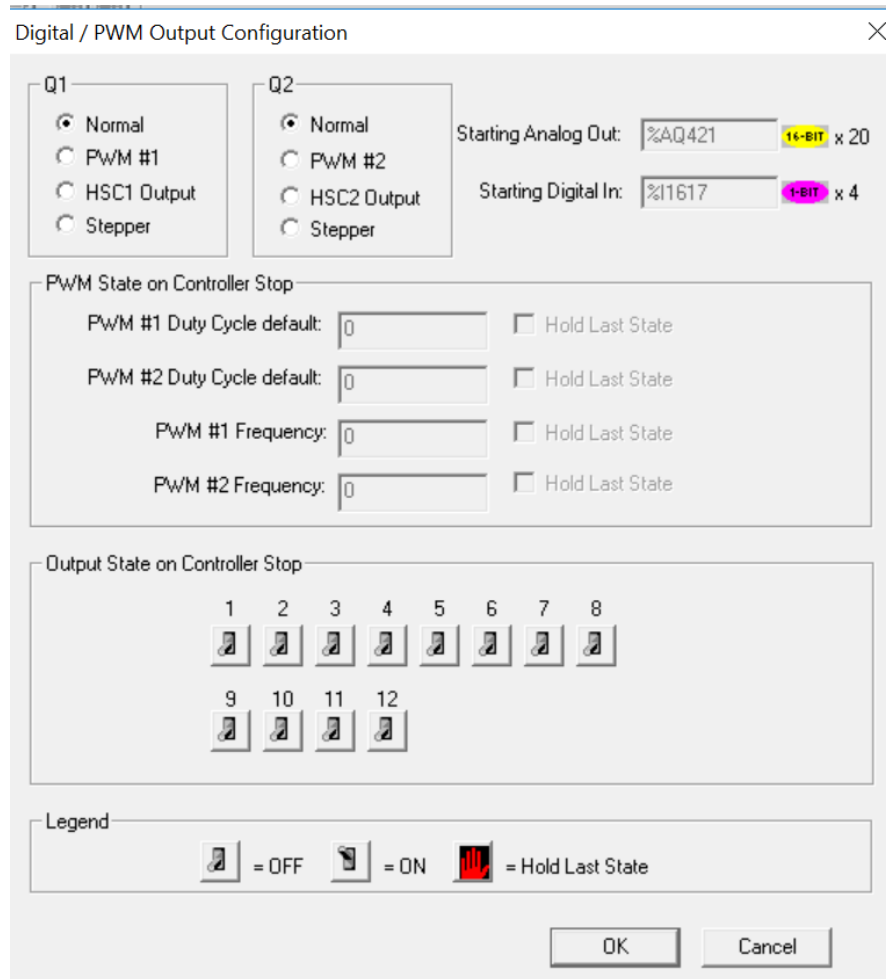 Digital / PWM Output Configuration
Q1
Normal
PWM #1
HSC1 Output
Stepper
Q2
Normal
PWM #2
HSC2 Output
Stepper
Starting Analog Out: %AQ421 16-BIT x 20
Starting Digital In: %I1617 1-BIT x 4
PWM State on Controller Stop
PWM #1 Duty Cycle default: 0 Hold Last State
PWM #2 Duty Cycle default: 0 Hold Last State
PWM #1 Frequency: 0 Hold Last State
PWM #2 Frequency: 0 Hold Last State
Output State on Controller Stop
1 2 3 4 5 6 7 8
9 10 11 12
Legend
= OFF = ON = Hold Last State
OK Cancel